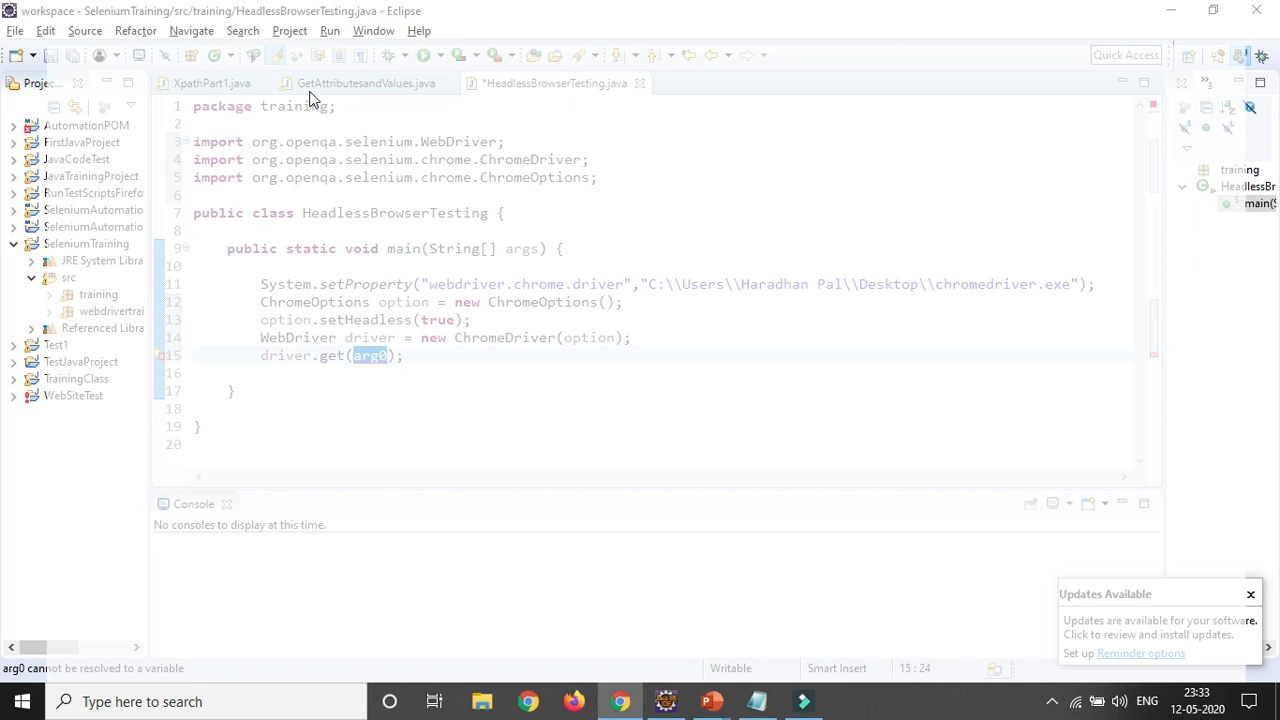 workspace - SeleniumTraining/src/training/HeadlessBrowserTesting.java - Eclipse
File Edit Source Refactor Navigate Search Project Run Window Help
Quick Access
Projec...
XpathPart1.java
GetAttributesandValues.java
*HeadlessBrowserTesting.java
AutomationPOM
FirstJavaProject
JavaCodeTest
JavaTrainingProject
RunTestScriptsFirefo
SeleniumAutomatio
SeleniumAutomatio
SeleniumTraining
JRE System Libra
src
training
webdrivertrai
Referenced Libra
Test1
TestJavaProject
TrainingClass
WebSiteTest
1 package training;
2
3 import org.openqa.selenium.WebDriver;
4 import org.openqa.selenium.chrome.ChromeDriver;
5 import org.openqa.selenium.chrome.ChromeOptions;
6
7 public class HeadlessBrowserTesting {
8
9 public static void main(String[] args) {
10
11 System.setProperty("webdriver.chrome.driver","C:\\Users\\Haradhan Pal\\Desktop\\chromedriver.exe");
12 ChromeOptions option = new ChromeOptions();
13 option.setHeadless(true);
14 WebDriver driver = new ChromeDriver(option);
15 driver.get(arg0);
16
17 }
18
19 }
20
training
HeadlessBr
main(S
Console
No consoles to display at this time.
Updates Available
Updates are available for your software.
Click to review and install updates.
Set up Reminder options
arg0 cannot be resolved to a variable
Writable
Smart Insert
15 : 24
Type here to search
ENG
23:33
12-05-2020